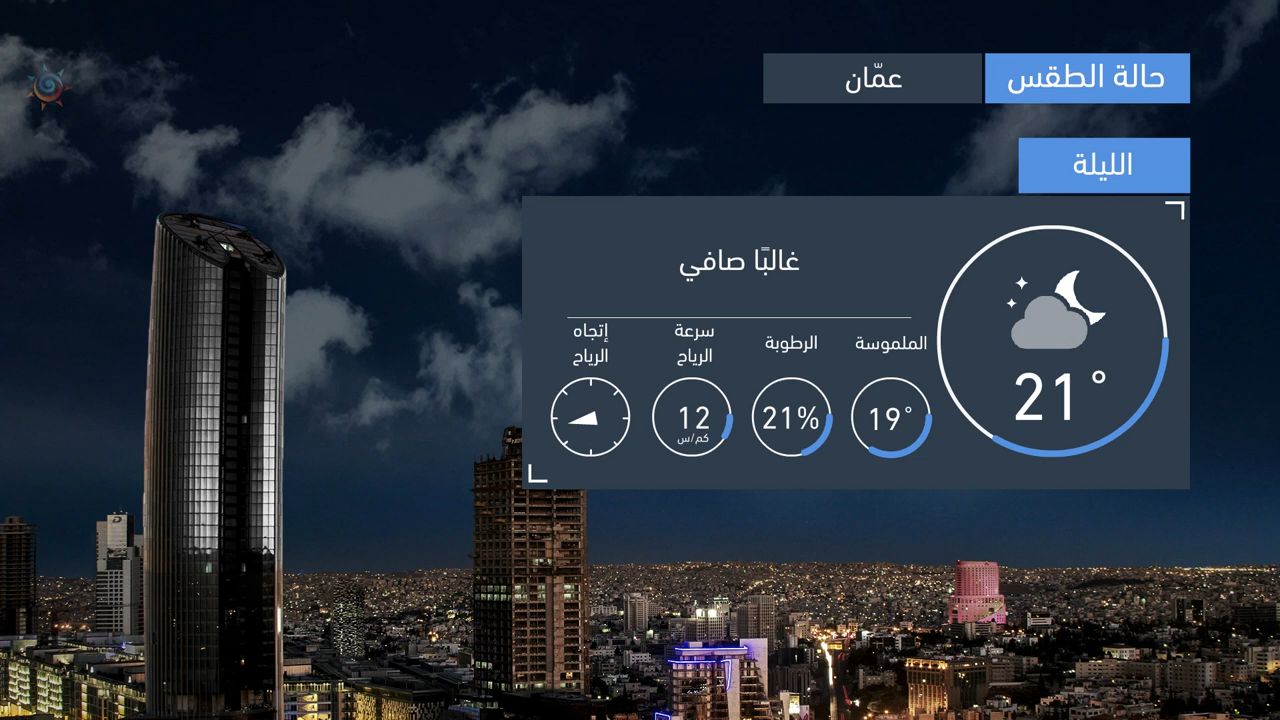 حالة الطقس
عمّان
الليلة
غالبًا صافي
21°
الملموسة
19°
الرطوبة
21%
سرعة
الرياح
12
كم/س
إتجاه
الرياح